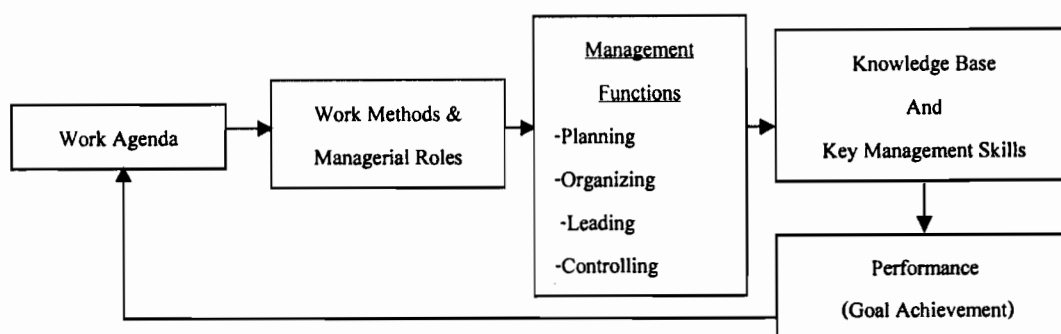 Work Agenda
Work Methods &
Managerial Roles
Management
Functions
-Planning
-Organizing
-Leading
-Controlling
Knowledge Base
And
Key Management Skills
Performance
(Goal Achievement)